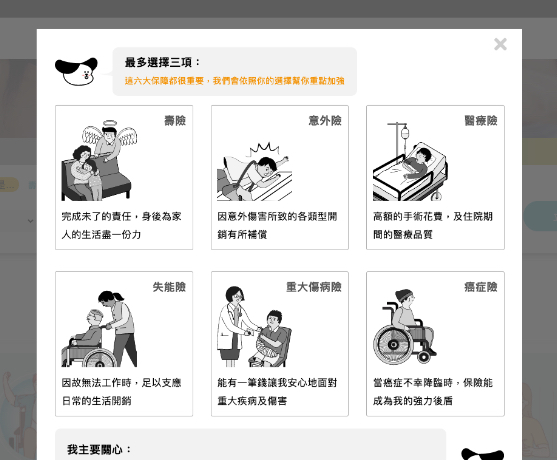 最多選擇三項：
這六大保障都很重要，我們會依照你的選擇幫你重點加強
壽險
完成未了的責任，身後為家
人的生活盡一份力
意外險
因意外傷害所致的各類型開
銷有所補償
醫療險
高額的手術花費，及住院期
間的醫療品質
失能險
因故無法工作時，足以支應
日常的生活開銷
重大傷病險
能有一筆錢讓我安心地面對
重大疾病及傷害
癌症險
當癌症不幸降臨時，保險能
成為我的強力後盾
我主要關心：